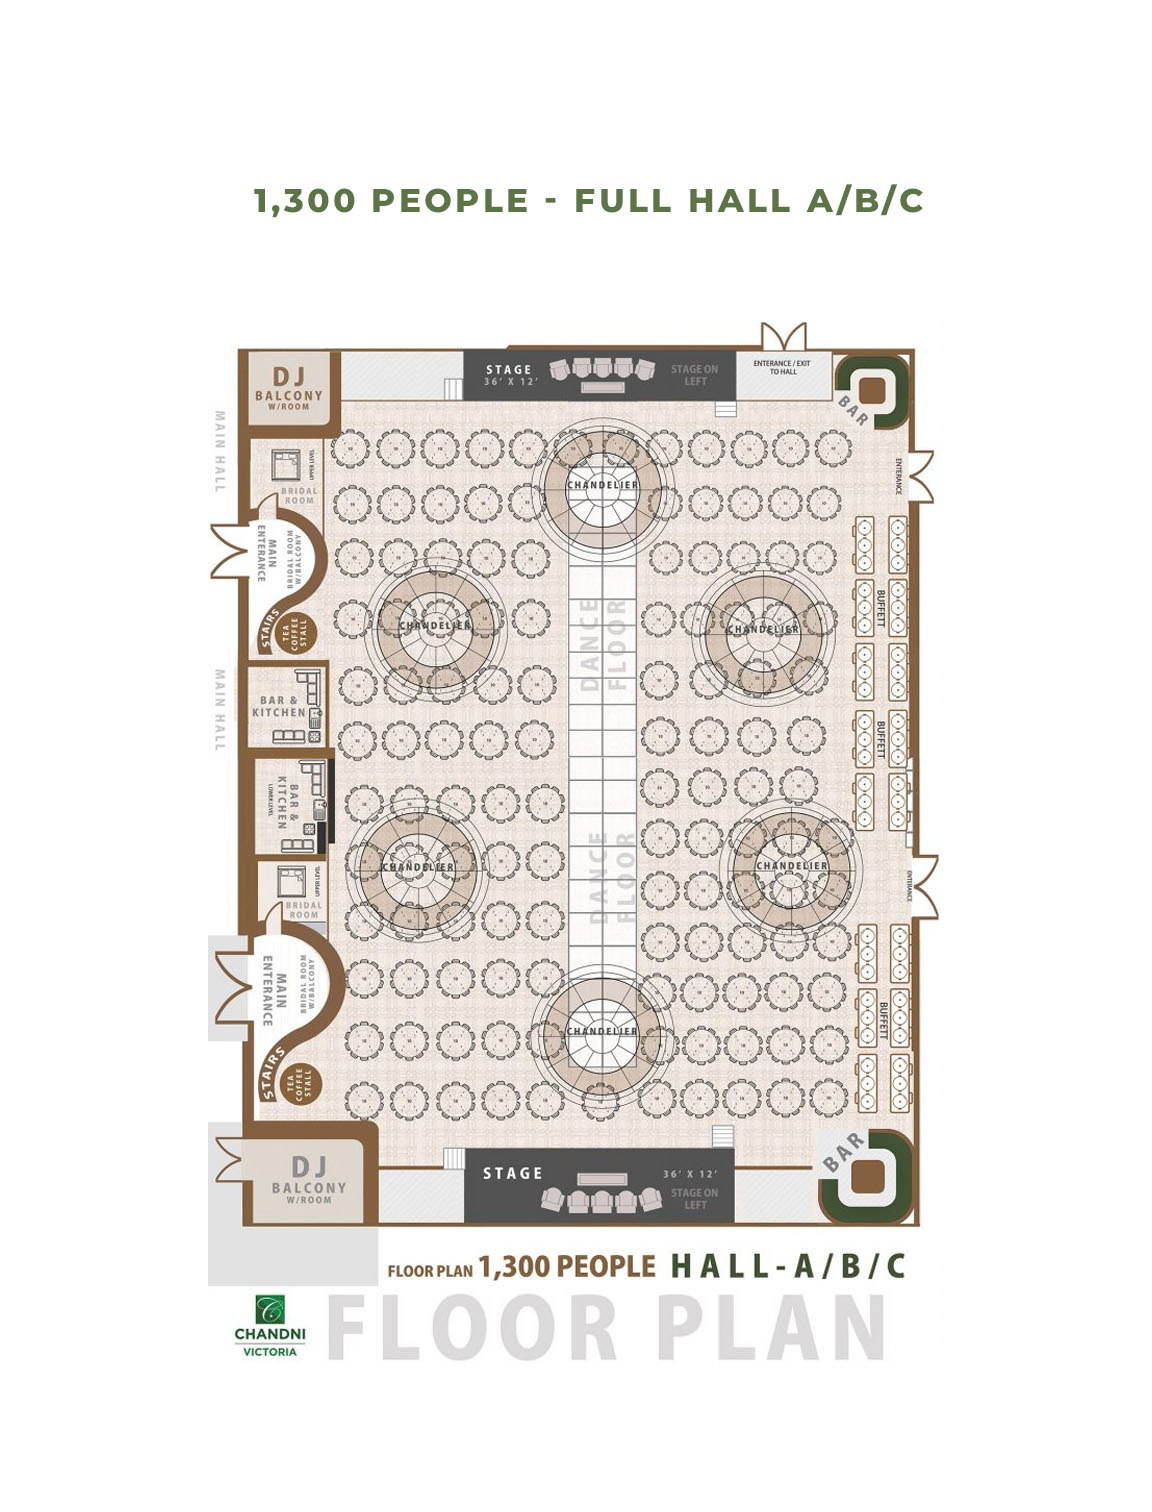 1,300 PEOPLE - FULL HALL A/B/C
DJ
BALCONY
W/ROOM
STAGE
36' X 12'
STAGE ON
LEFT
ENTERANCE / EXIT
TO HALL
BAR
MAIN HALL
UPPER LEVEL
BRIDAL
ROOM
CHANDELIER
ENTERANCE
MAIN
ENTERANCE
BRIDAL ROOM
W/BALCONY
STAIRS
TEA
COFFEE
STALL
CHANDELIER
DANCE
FLOOR
CHANDELIER
BUFFETT
MAIN HALL
BAR &
KITCHEN
BUFFETT
BAR &
KITCHEN
LOWER LEVEL
CHANDELIER
DANCE
FLOOR
CHANDELIER
ENTERANCE
UPPER LEVEL
BRIDAL
ROOM
MAIN
ENTERANCE
BRIDAL ROOM
W/BALCONY
BUFFETT
CHANDELIER
STAIRS
TEA
COFFEE
STALL
DJ
BALCONY
W/ROOM
STAGE
36' X 12'
STAGE ON
LEFT
BAR
FLOOR PLAN 1,300 PEOPLE HALL-A/B/C
FLOOR PLAN
C
CHANDNI
VICTORIA